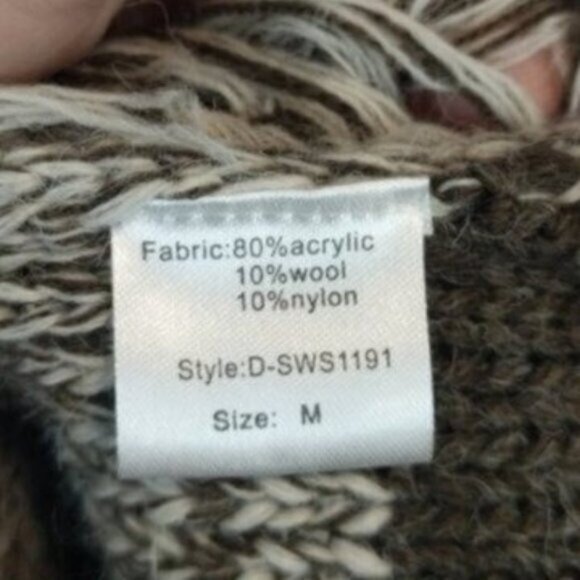 Fabric:80%acrylic
10%wool
10%nylon
Style:D-SWS1191
Size: M